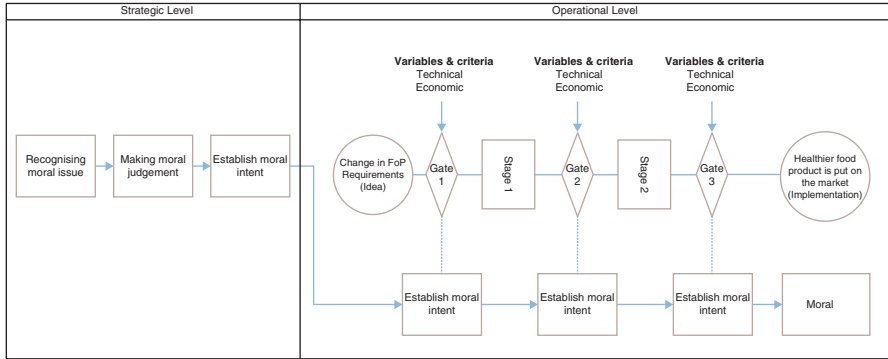 Strategic Level
Operational Level
Variables & criteria
Technical
Economic
Variables & criteria
Technical
Economic
Variables & criteria
Technical
Economic
Recognising
moral issue
Making moral
judgement
Establish moral
intent
Change in FoP
Requirements
(Idea)
Gate
1
Stage 1
Gate
2
Stage 2
Gate
3
Healthier food
product is put on
the market
(Implementation)
Establish moral
intent
Establish moral
intent
Establish moral
intent
Moral